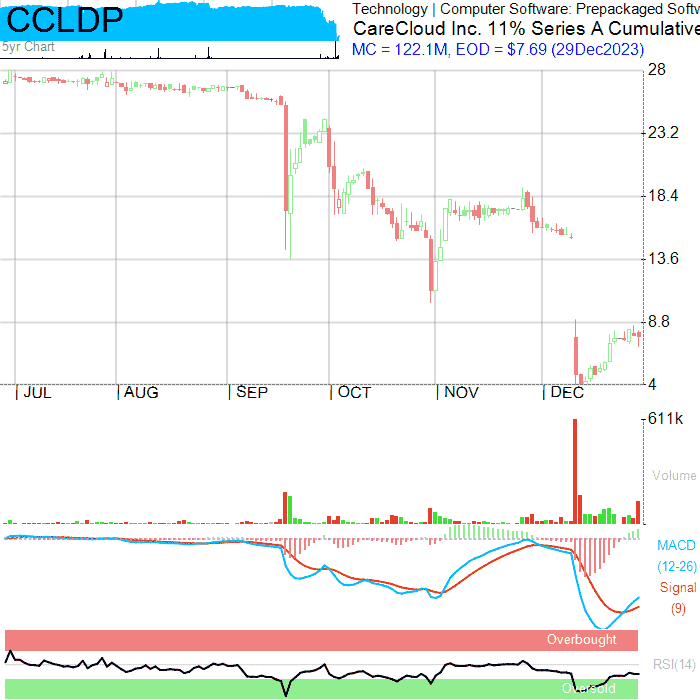 CCLDP
5yr Chart
Technology | Computer Software: Prepackaged Softw
CareCloud Inc. 11% Series A Cumulative
MC = 122.1M, EOD = $7.69 (29Dec2023)
28
23.2
18.4
13.6
8.8
4
JUL AUG SEP OCT NOV DEC
611k
Volume
MACD
(12-26)
Signal
(9)
Overbought
RSI(14)
Oversold